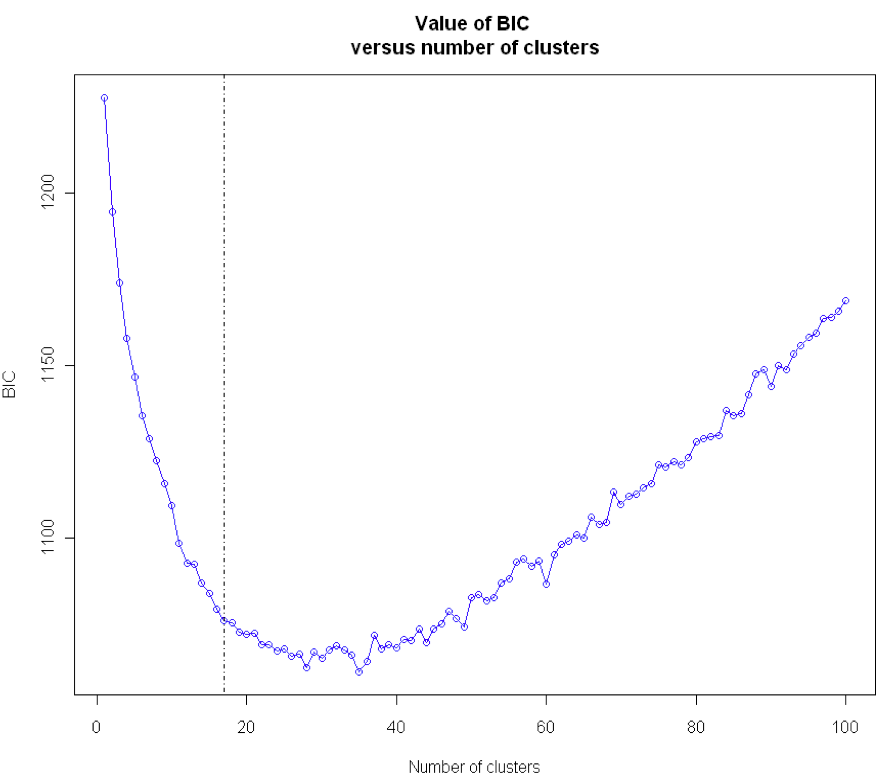 Value of BIC
versus number of clusters
BIC
1200
1150
1100
0 20 40 60 80 100
Number of clusters